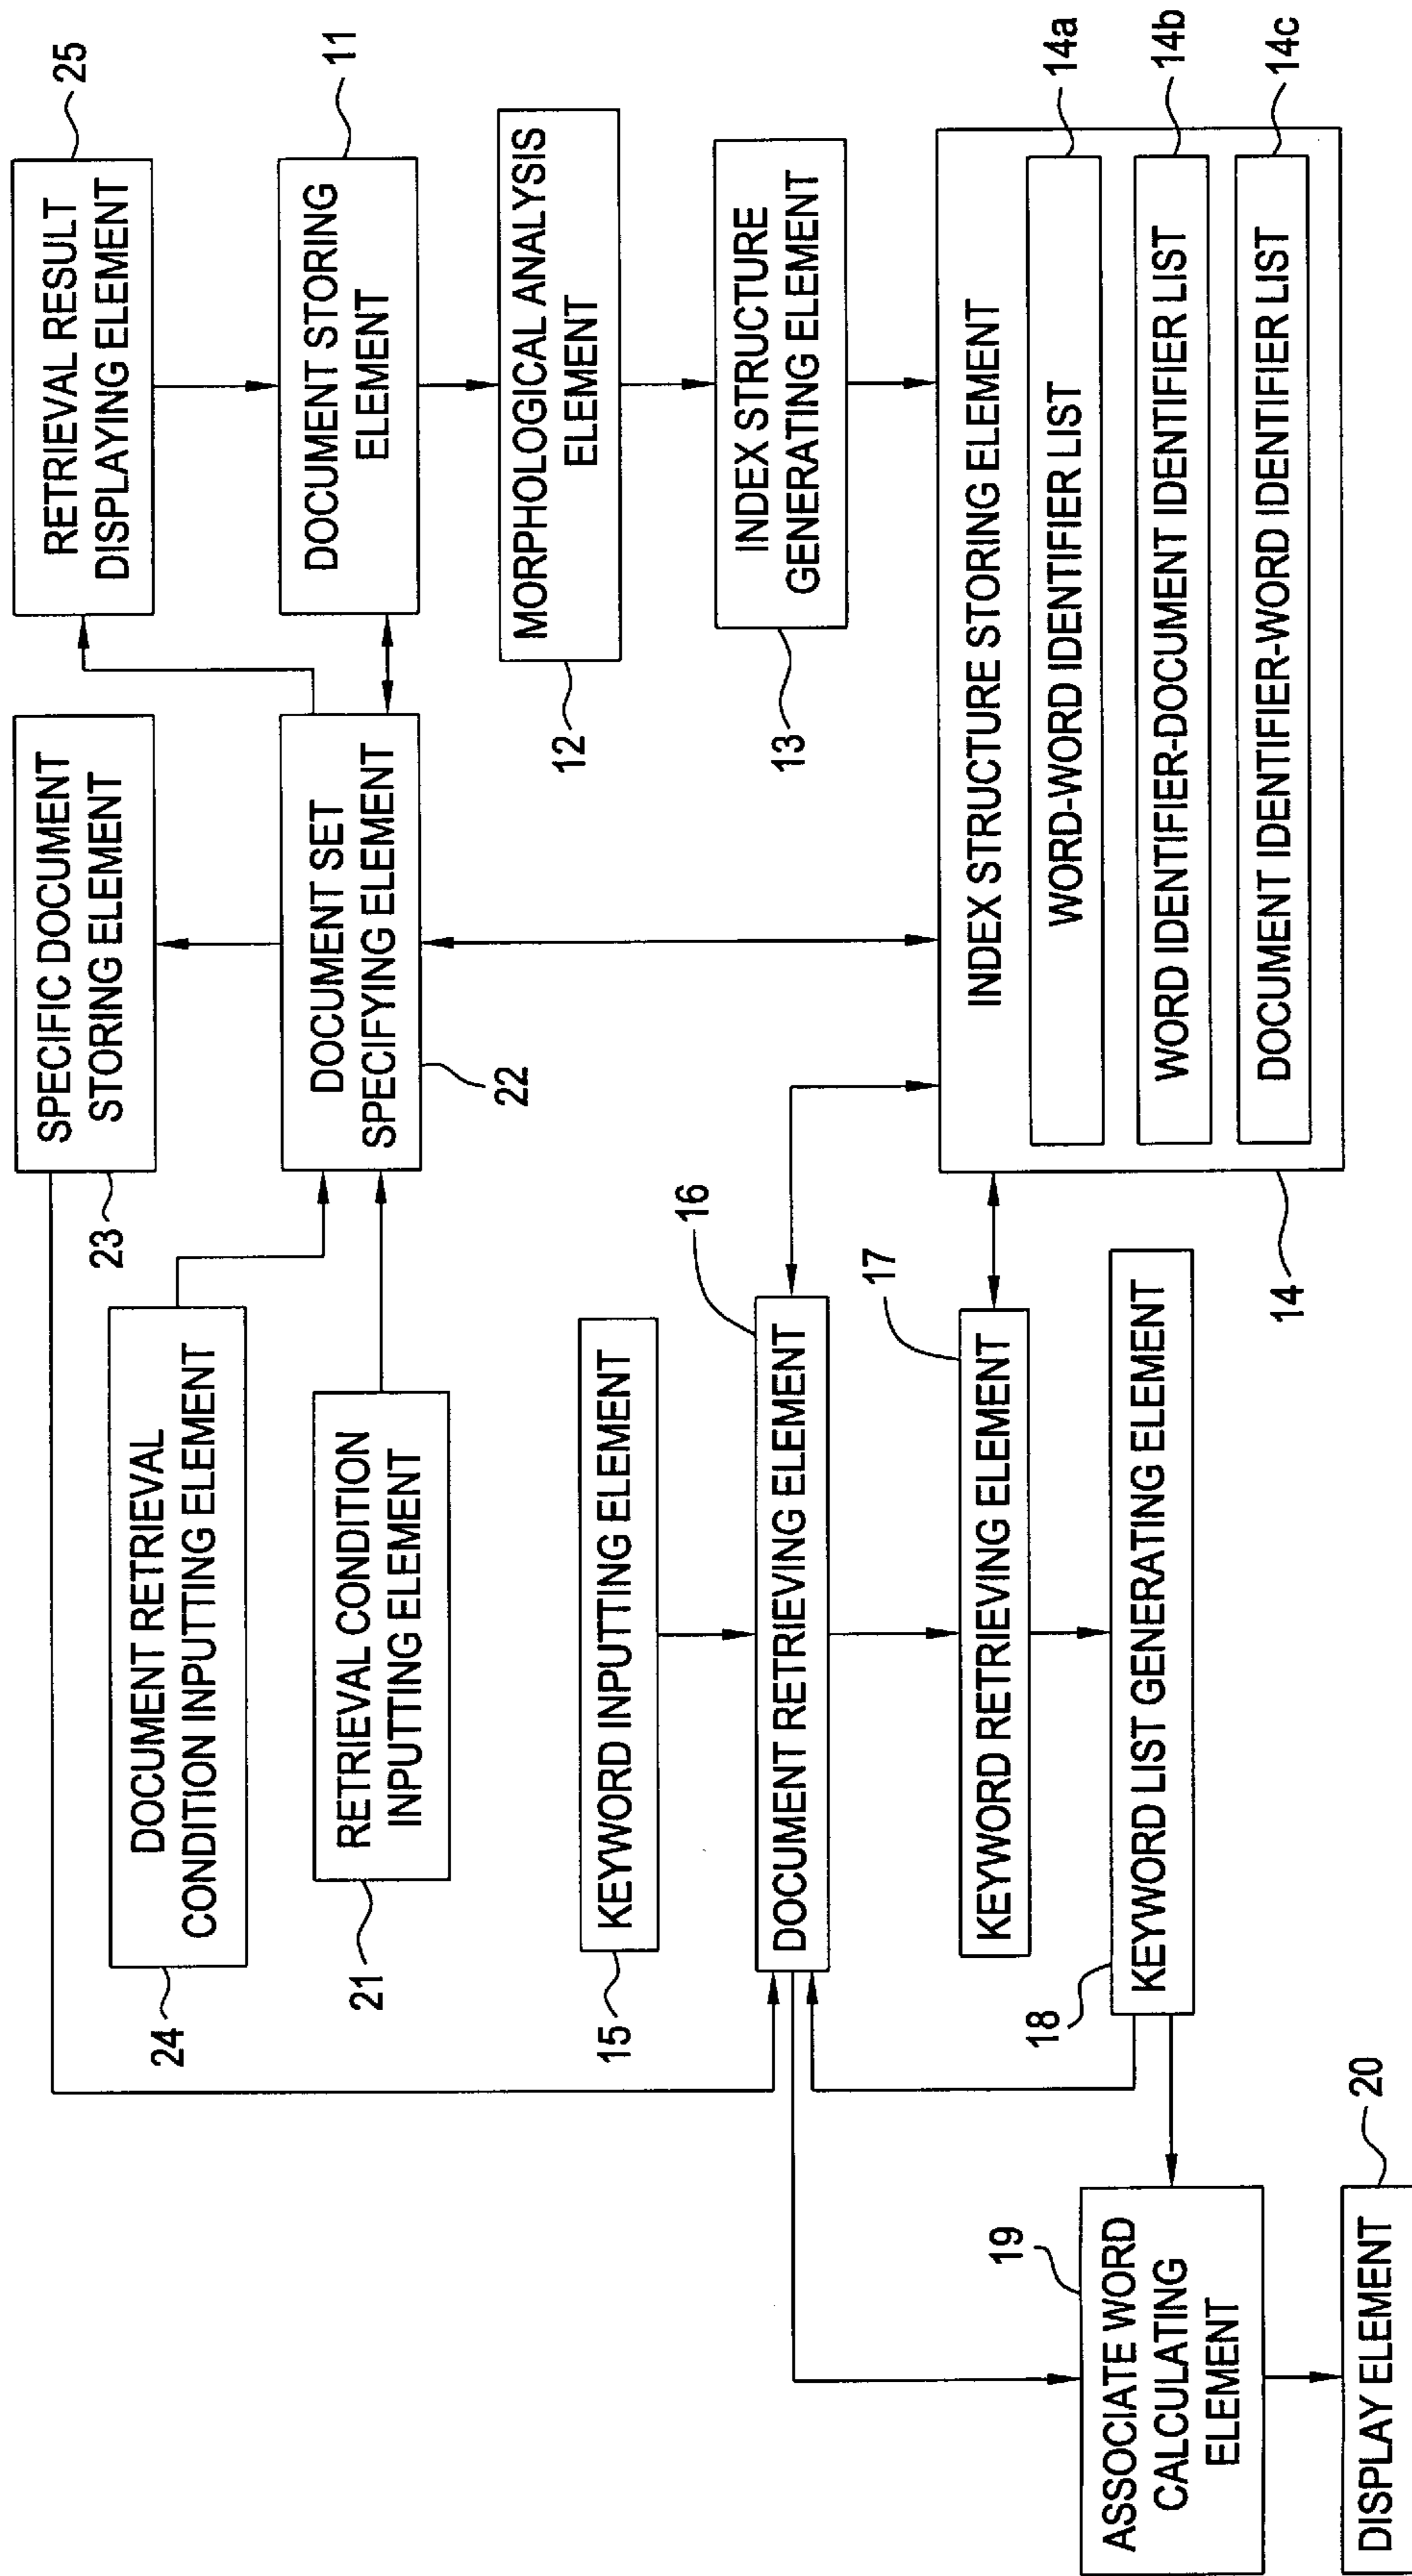 SPECIFIC DOCUMENT
STORING ELEMENT
23
RETRIEVAL RESULT
DISPLAYING ELEMENT
25
DOCUMENT RETRIEVAL
CONDITION INPUTTING ELEMENT
24
DOCUMENT SET
SPECIFYING ELEMENT
22
DOCUMENT STORING
ELEMENT
11
RETRIEVAL CONDITION
INPUTTING ELEMENT
21
MORPHOLOGICAL ANALYSIS
ELEMENT
12
KEYWORD INPUTTING ELEMENT
15
INDEX STRUCTURE
GENERATING ELEMENT
13
DOCUMENT RETRIEVING ELEMENT
16
KEYWORD RETRIEVING ELEMENT
17
INDEX STRUCTURE STORING ELEMENT
WORD-WORD IDENTIFIER LIST
14a
WORD IDENTIFIER-DOCUMENT IDENTIFIER LIST
14b
DOCUMENT IDENTIFIER-WORD IDENTIFIER LIST
14c
14
KEYWORD LIST GENERATING ELEMENT
18
ASSOCIATE WORD
CALCULATING
ELEMENT
19
DISPLAY ELEMENT
20